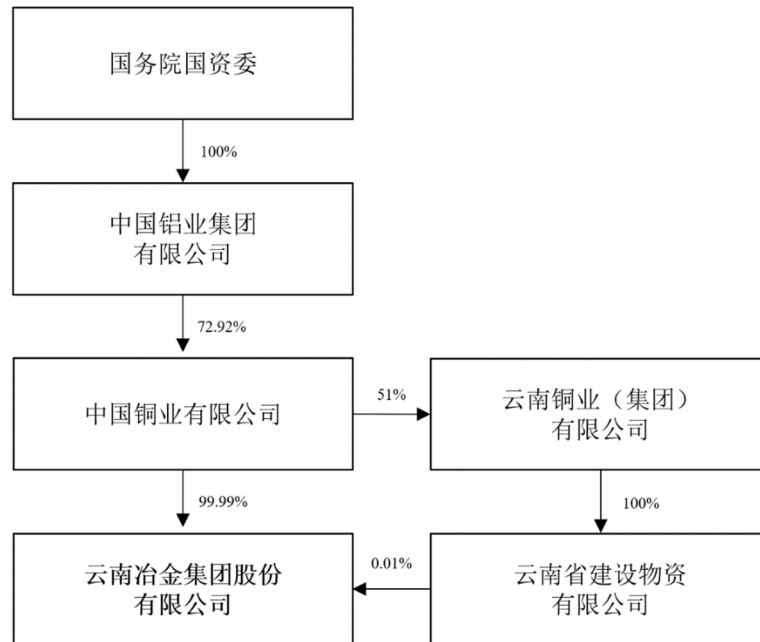 国务院国资委
100%
中国铝业集团
有限公司
72.92%
中国铜业有限公司
51%
云南铜业（集团）
有限公司
99.99%
100%
云南冶金集团股份
有限公司
0.01%
云南省建设物资
有限公司